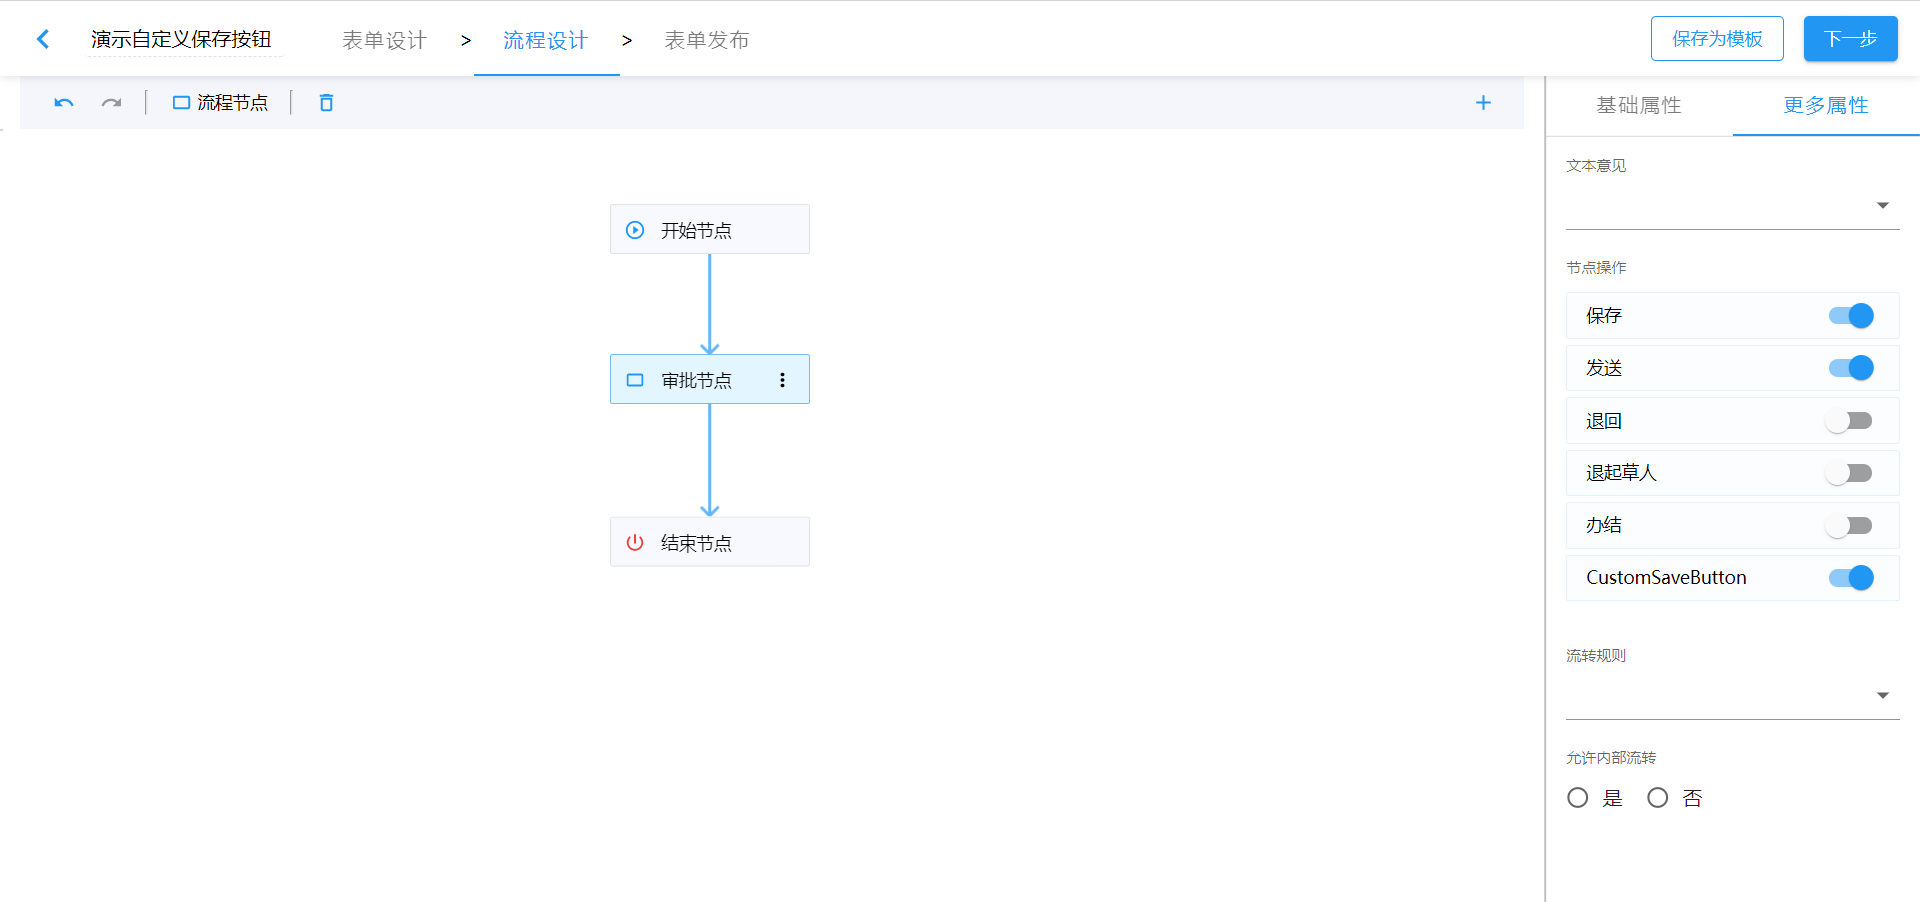 演示自定义保存按钮
表单设计 > 流程设计 > 表单发布
保存为模板
下一步
流程节点
基础属性
更多属性
开始节点
审批节点
结束节点
文本意见
节点操作
保存
发送
退回
退起草人
办结
CustomSaveButton
流转规则
允许内部流转
是 否